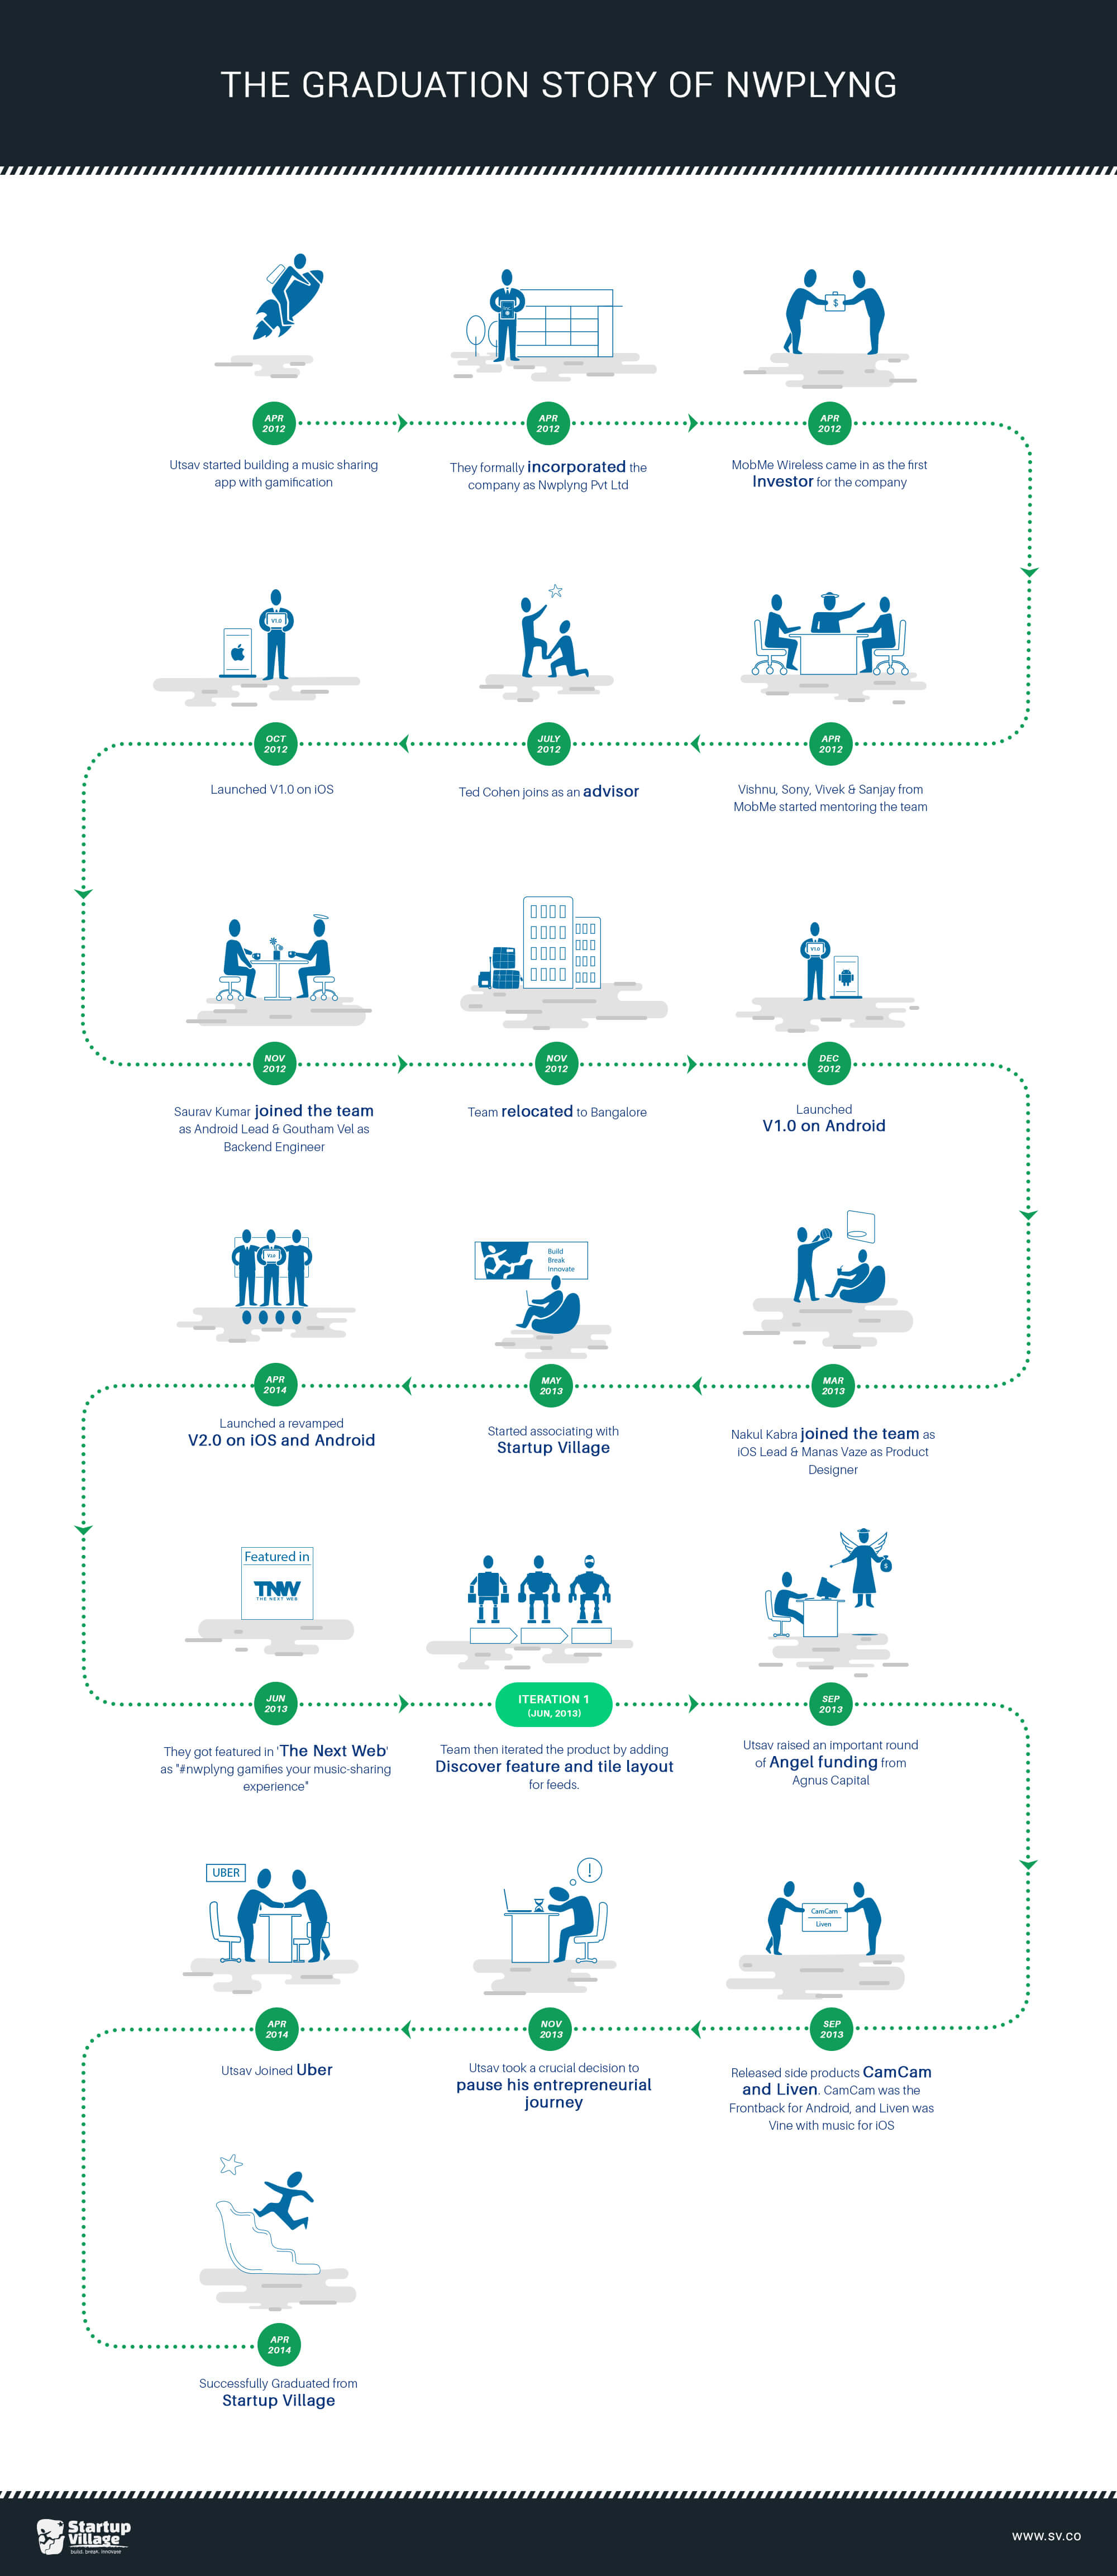 THE GRADUATION STORY OF NWPLYNG
$
APR
2012
APR
2012
APR
2012
Utsav started building a music sharing
app with gamification
They formally incorporated the
company as Nwplyng Pvt Ltd
MobMe Wireless came in as the first
Investor for the company
V1.0
OCT
2012
JULY
2012
APR
2012
Launched V1.0 on iOS
Ted Cohen joins as an advisor
Vishnu, Sony, Vivek & Sanjay from
MobMe started mentoring the team
V1.0
NOV
2012
NOV
2012
DEC
2012
Saurav Kumar joined the team
as Android Lead & Goutham Vel as
Backend Engineer
Team relocated to Bangalore
Launched
V1.0 on Android
Build
Break
Innovate
APR
2014
MAY
2013
MAR
2013
Launched a revamped
V2.0 on iOS and Android
Started associating with
Startup Village
Nakul Kabra joined the team as
iOS Lead & Manas Vaze as Product
Designer
Featured in
TNW
THE NEXT WEB
$
JUN
2013
ITERATION 1
(JUN, 2013)
SEP
2013
They got featured in 'The Next Web'
as "#nwplyng gamifies your music-sharing
experience"
Team then iterated the product by adding
Discover feature and tile layout
for feeds.
Utsav raised an important round
of Angel funding from
Agnus Capital
UBER
!
CamCam
Liven
APR
2014
NOV
2013
SEP
2013
Utsav Joined Uber
Utsav took a crucial decision to
pause his entrepreneurial
journey
Released side products CamCam
and Liven. CamCam was the
Frontback for Android, and Liven was
Vine with music for iOS
APR
2014
Successfully Graduated from
Startup Village
Startup
Village
build. break. innovate
WWW.SV.CO